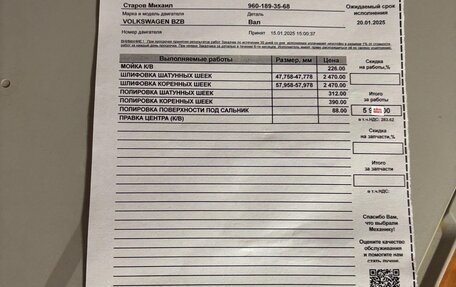 Старов Михаил 960-189-35-68 Ожидаемый срок исполнения
Марка и модель двигателя Деталь
VOLKSWAGEN BZB Вал 20.01.2025
Номер двигателя Принят 15.01.2025 15:09:37
Выполняемые работы Размер, мм Цена
МОЙКА К/В 226.00
ШЛИФОВКА ШАТУННЫХ ШЕЕК 47,758-47,778 2 470.00
ШЛИФОВКА КОРЕННЫХ ШЕЕК 57,958-57,978 2 470.00
ПОЛИРОВКА ШАТУННЫХ ШЕЕК 312.00
ПОЛИРОВКА КОРЕННЫХ ШЕЕК 390.00
ПОЛИРОВКА ПОВЕРХНОСТИ ПОД САЛЬНИК 68.00
ПРАВКА ЦЕНТРА (К/В)
Скидка
на работы,%
Итого
за работы
в т.ч.НДС:
Скидка
на запчасти,%
Итого
за запчасти
в т.ч.НДС:
Спасибо Вам,
что выбрали
Механику!
Оцените качество
обслуживания
и помогите нам
стать лучше